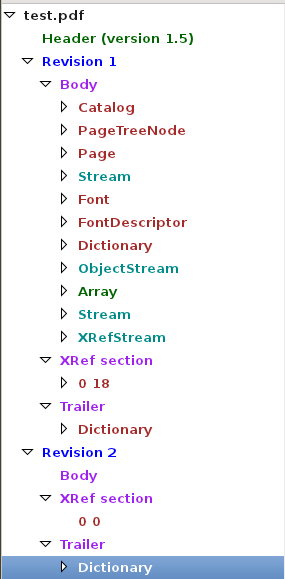 test.pdf
Header (version 1.5)
Revision 1
Body
Catalog
PageTreeNode
Page
Stream
Font
FontDescriptor
Dictionary
ObjectStream
Array
Stream
XRefStream
XRef section
0 18
Trailer
Dictionary
Revision 2
Body
XRef section
0 0
Trailer
Dictionary